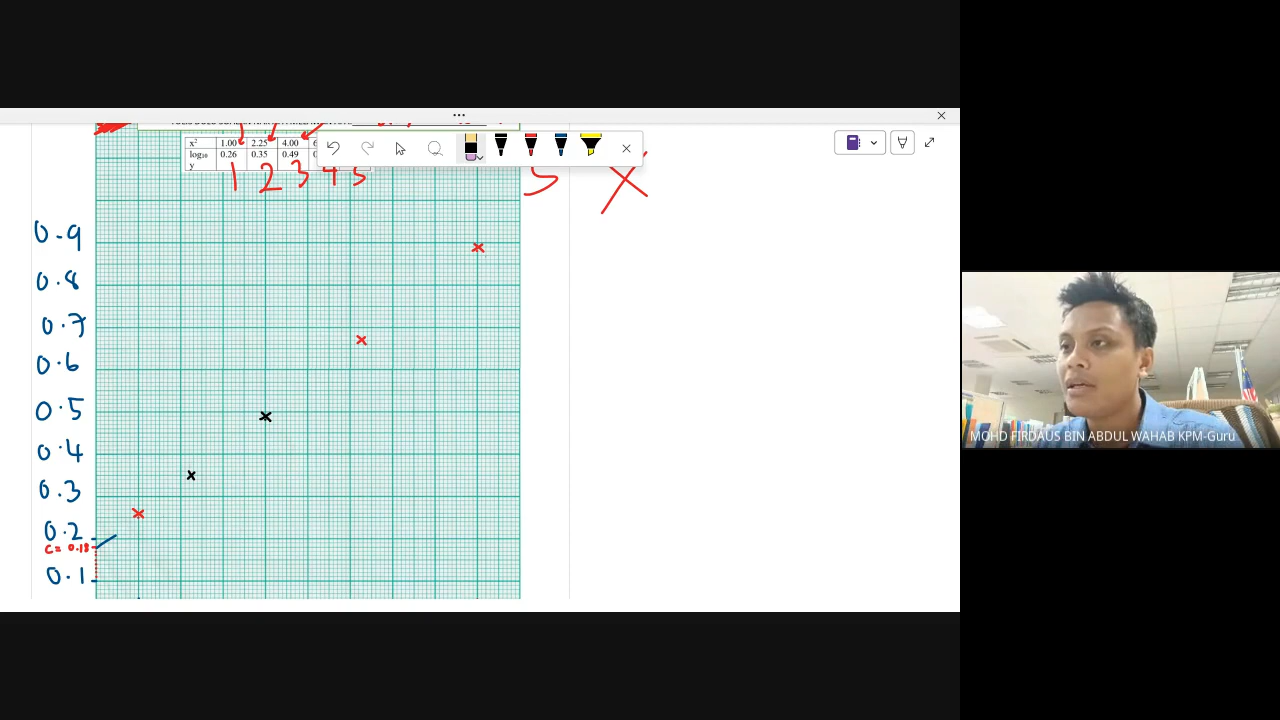 x² 1.00 2.25 4.00
log₁₀ y 0.26 0.35 0.49
1 2 3 4 5
5 X
0.9
0.8
0.7
0.6
0.5
0.4
0.3
0.2
c = 0.18
0.1
MOHD FIRDAUS BIN ABDUL WAHAB KPM-Guru